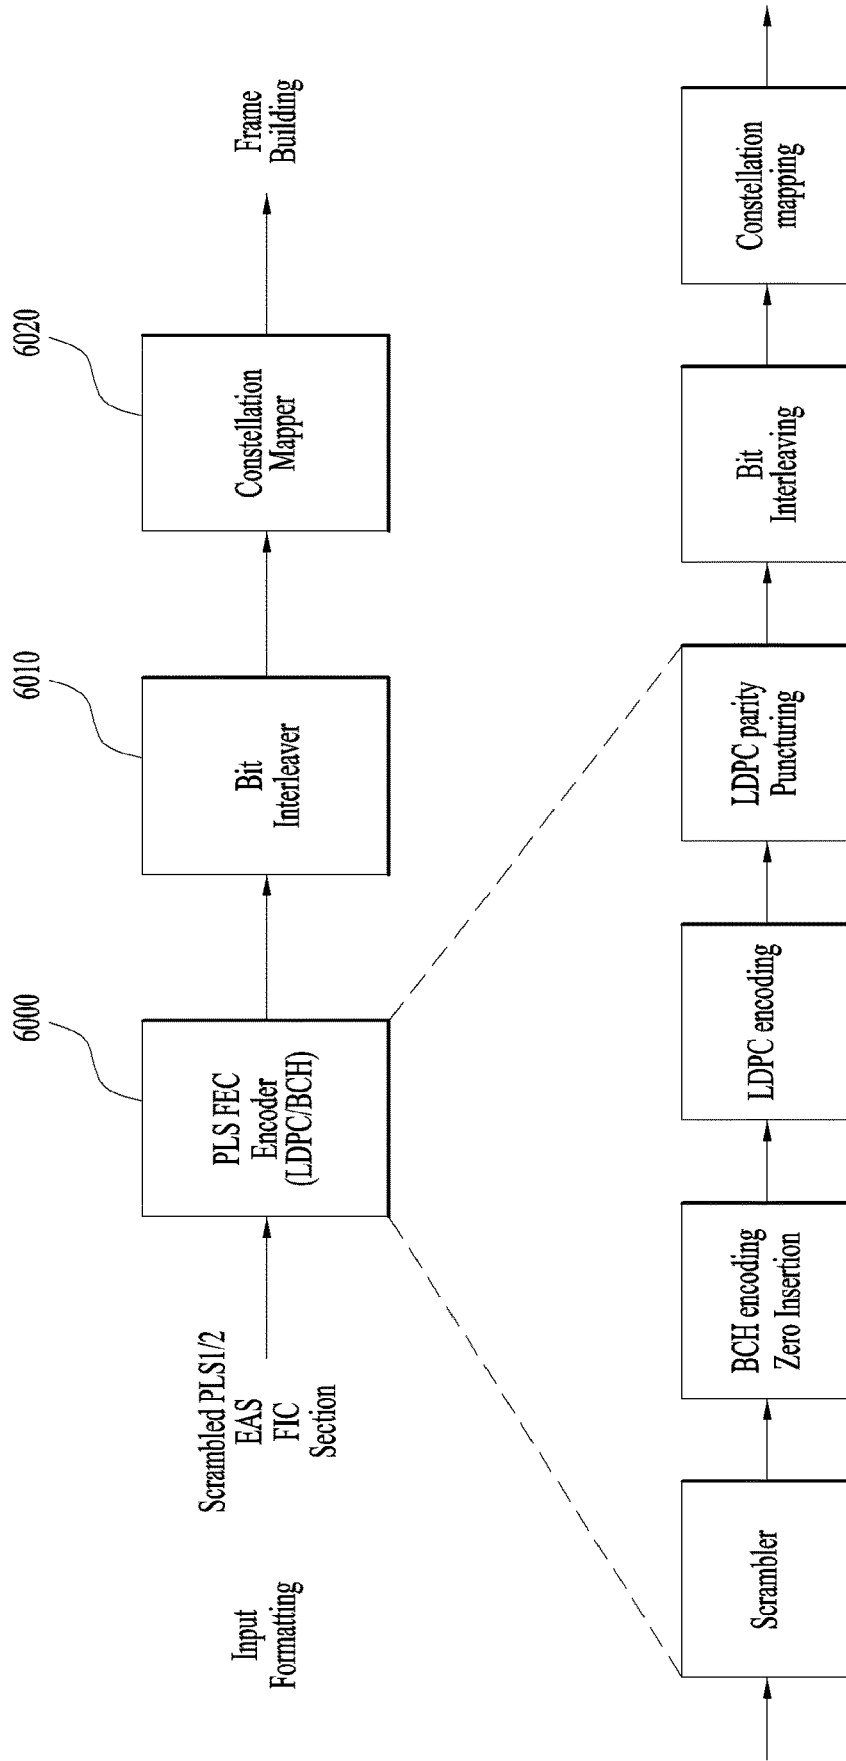 Input
Formatting
Scrambled PLS1/2
EAS
FIC
Section
6000
PLS FEC
Encoder
(LDPC/BCH)
6010
Bit
Interleaver
6020
Constellation
Mapper
Frame
Building
Scrambler
BCH encoding
Zero Insertion
LDPC encoding
LDPC parity
Puncturing
Bit
Interleaving
Constellation
mapping